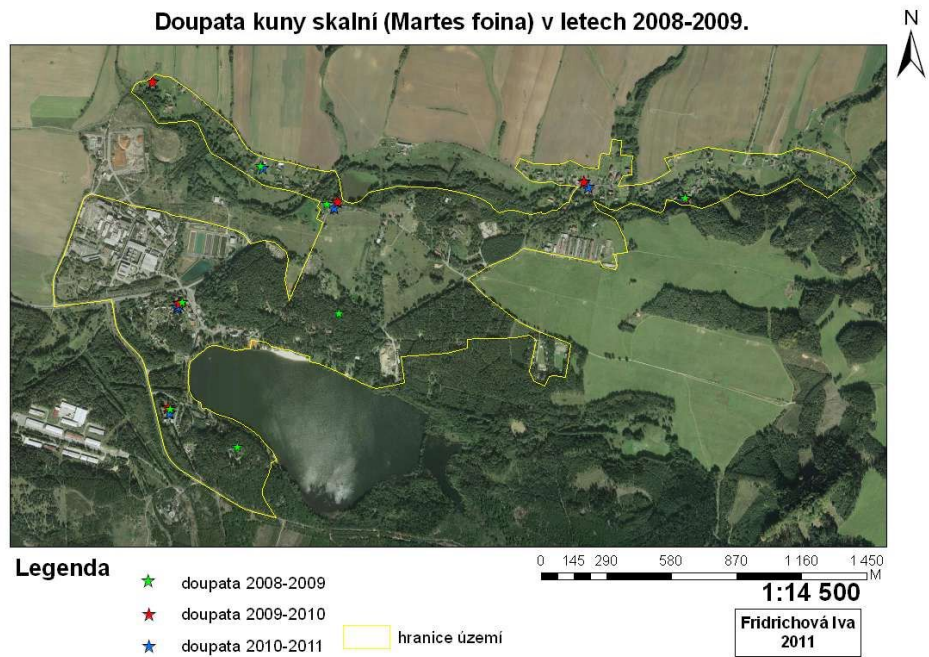 Doupata kuny skalní (Martes foina) v letech 2008-2009.
N
Legenda
doupata 2008-2009
doupata 2009-2010
doupata 2010-2011
hranice území
0 145 290 580 870 1 160 1 450
M
1:14 500
Fridrichová Iva
2011